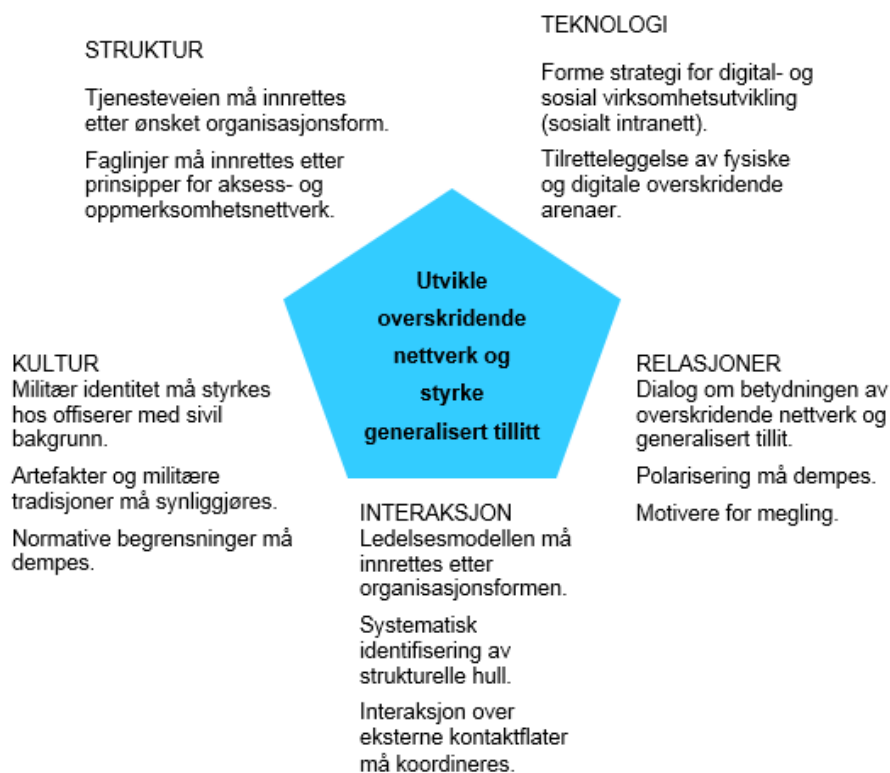 STRUKTUR
Tjenesteveien må innrettes
etter ønsket organisasjonsform.
Faglinjer må innrettes etter
prinsipper for aksess- og
oppmerksomhetsnettverk.
TEKNOLOGI
Forme strategi for digital- og
sosial virksomhetsutvikling
(sosialt intranett).
Tilretteleggelse av fysiske
og digitale overskridende
arenaer.
Utvikle
overskridende
nettverk og
styrke
generalisert tillitt
KULTUR
Militær identitet må styrkes
hos offiserer med sivil
bakgrunn.
Artefakter og militære
tradisjoner må synliggjøres.
Normative begrensninger må
dempes.
RELASJONER
Dialog om betydningen av
overskridende nettverk og
generalisert tillit.
Polarisering må dempes.
Motivere for megling.
INTERAKSJON
Ledelsesmodellen må
innrettes etter
organisasjonsformen.
Systematisk
identifisering av
strukturelle hull.
Interaksjon over
eksterne kontaktflater
må koordineres.